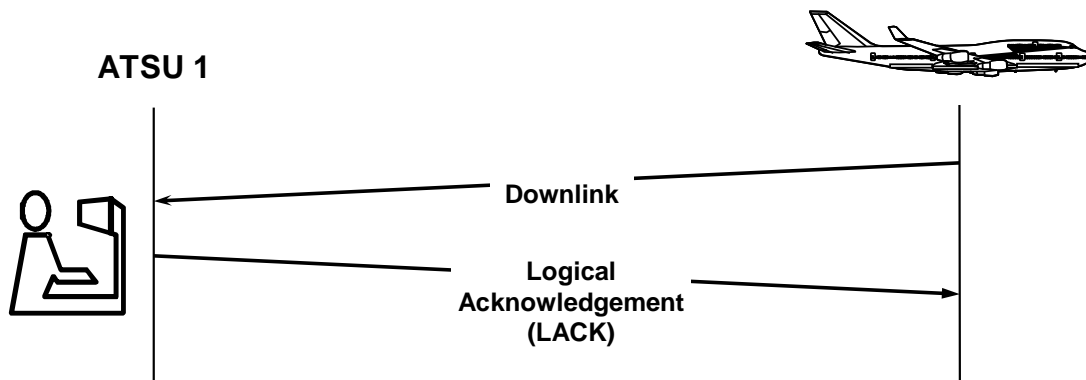 ATSU 1
Downlink
Logical
Acknowledgement
(LACK)